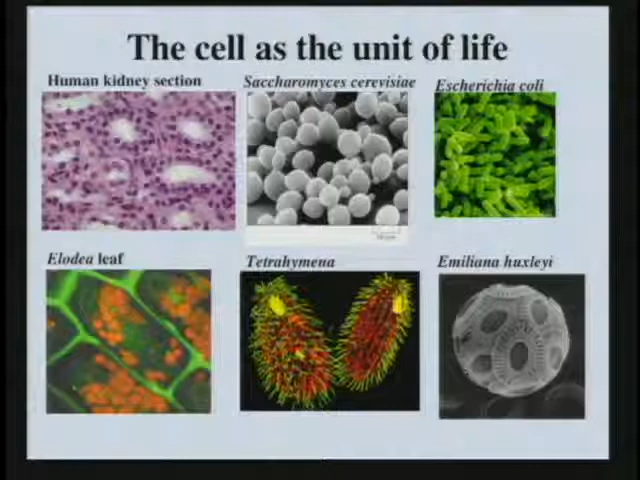 The cell as the unit of life
Human kidney section
Saccharomyces cerevisiae
Escherichia coli
Elodea leaf
Tetrahymena
Emiliana huxleyi